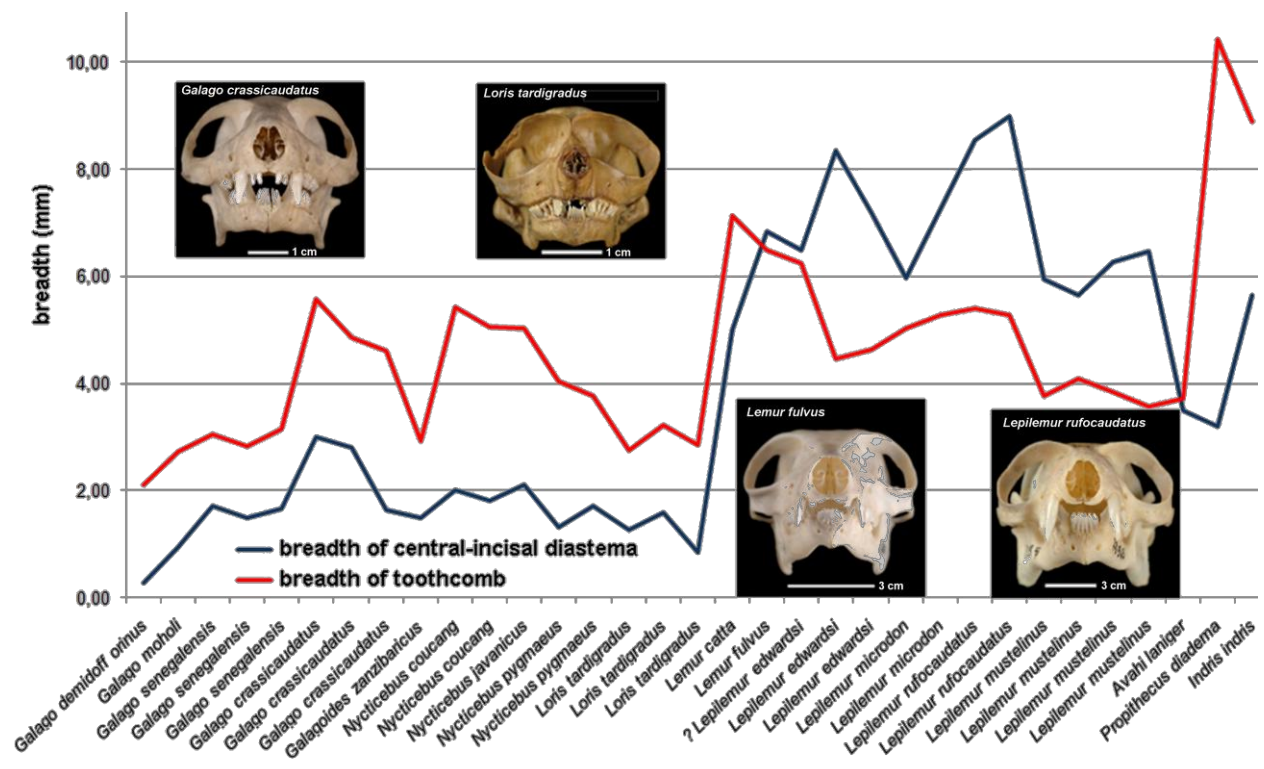 10,00
8,00
6,00
4,00
2,00
0,00
breadth (mm)
Galago crassicaudatus
1 cm
Loris tardigradus
1 cm
Lemur fulvus
3 cm
Lepilemur rufocaudatus
3 cm
breadth of central-incisal diastema
breadth of toothcomb
Galago demidoff orinus
Galago moholi
Galago senegalensis
Galago senegalensis
Galago senegalensis
Galago crassicaudatus
Galago crassicaudatus
Galago crassicaudatus
Galagoides zanzibaricus
Nycticebus coucang
Nycticebus coucang
Nycticebus javanicus
Nycticebus pygmaeus
Nycticebus pygmaeus
Loris tardigradus
Loris tardigradus
Loris tardigradus
Lemur catta
Lemur fulvus
? Lepilemur edwardsi
Lepilemur edwardsi
Lepilemur edwardsi
Lepilemur microdon
Lepilemur microdon
Lepilemur rufocaudatus
Lepilemur rufocaudatus
Lepilemur mustelinus
Lepilemur mustelinus
Lepilemur mustelinus
Lepilemur mustelinus
Avahi laniger
Propithecus diadema
Indris indris